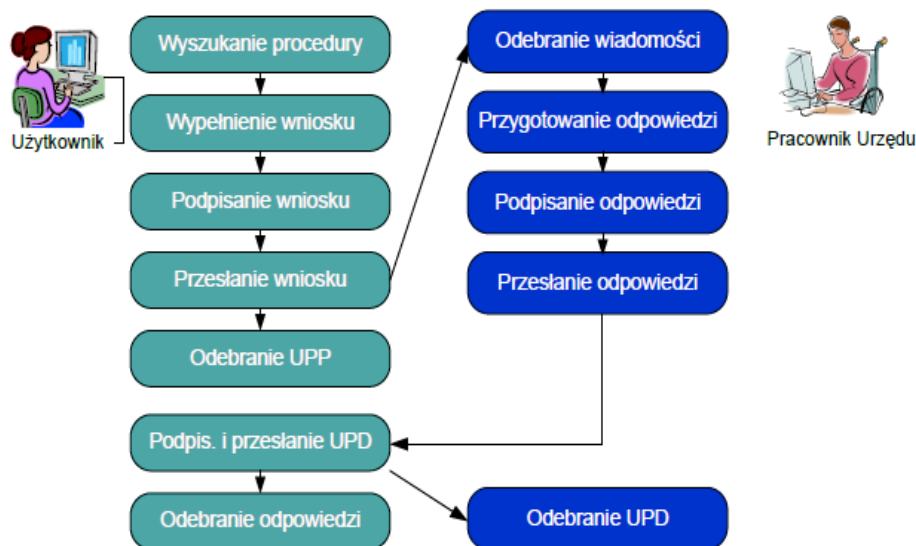 Użytkownik
Wyszukanie procedury
Wypełnienie wniosku
Podpisanie wniosku
Przesłanie wniosku
Odebranie UPP
Podpis. i przesłanie UPD
Odebranie odpowiedzi
Odebranie wiadomości
Przygotowanie odpowiedzi
Podpisanie odpowiedzi
Przesłanie odpowiedzi
Odebranie UPD
Pracownik Urzędu